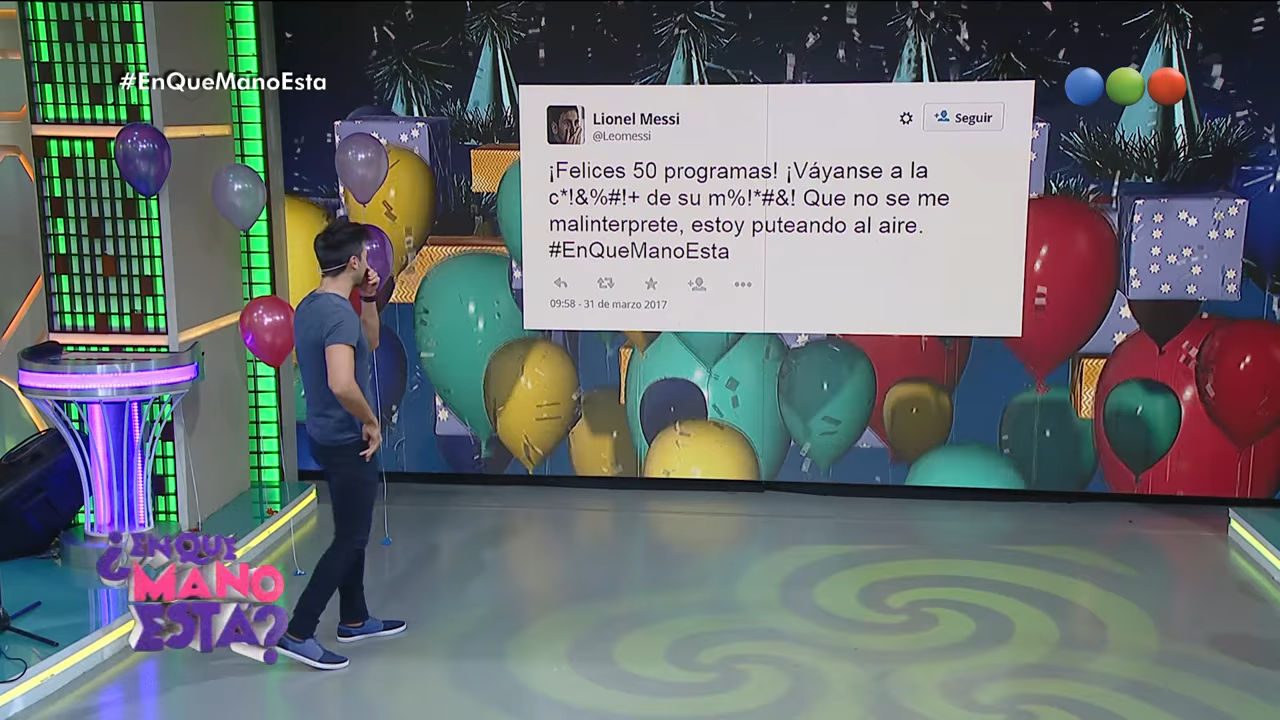 #EnQueManoEsta
Lionel Messi
@Leomessi
Seguir
¡Felices 50 programas! ¡Váyanse a la
c*!&%#!+ de su m%!*#&! Que no se me
malinterprete, estoy puteando al aire.
#EnQueManoEsta
09:58 - 31 de marzo 2017
¿EN QUE
MANO
ESTÁ?